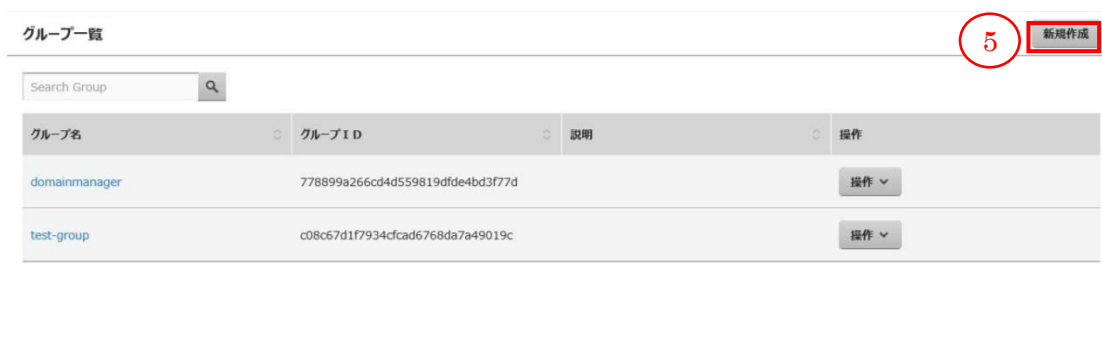 グループ一覧
5
新規作成
Search Group
グループ名 グループID 説明 操作
domainmanager 778899a266cd4d559819dfde4bd3f77d 操作
test-group c08c67d1f7934cfcad6768da7a49019c 操作